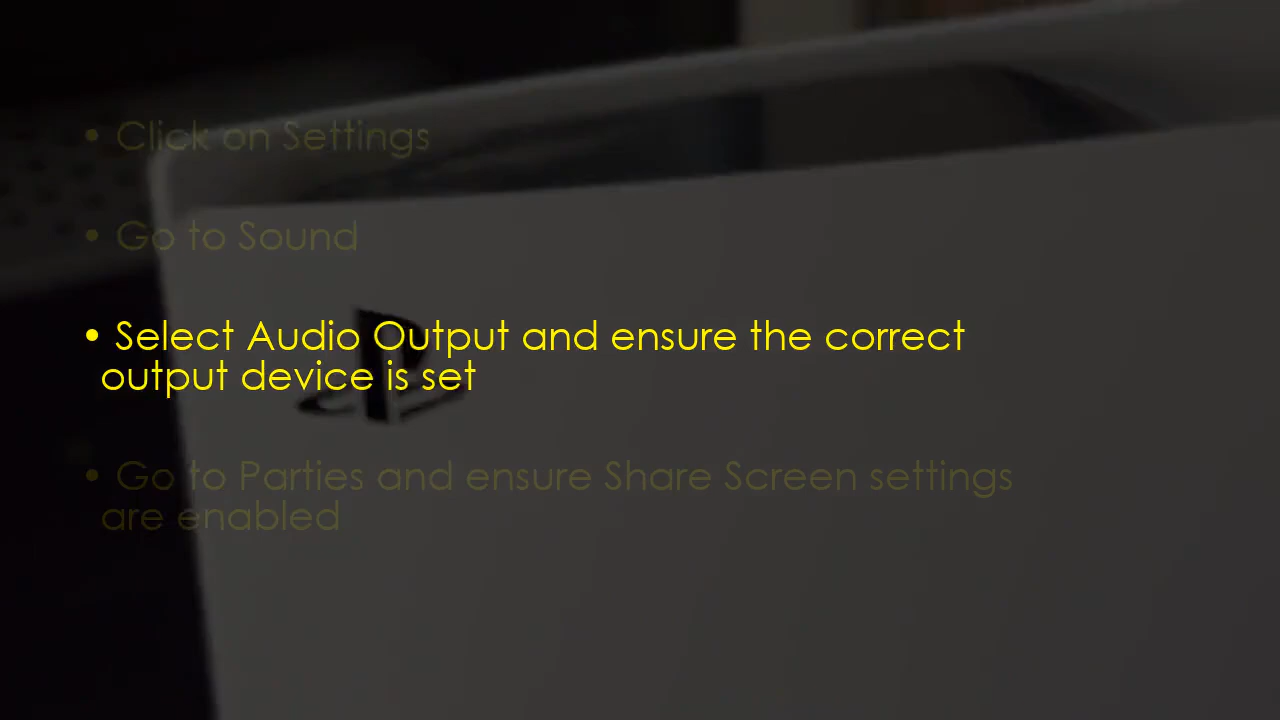 • Click on Settings
• Go to Sound
• Select Audio Output and ensure the correct
output device is set
• Go to Parties and ensure Share Screen settings
are enabled